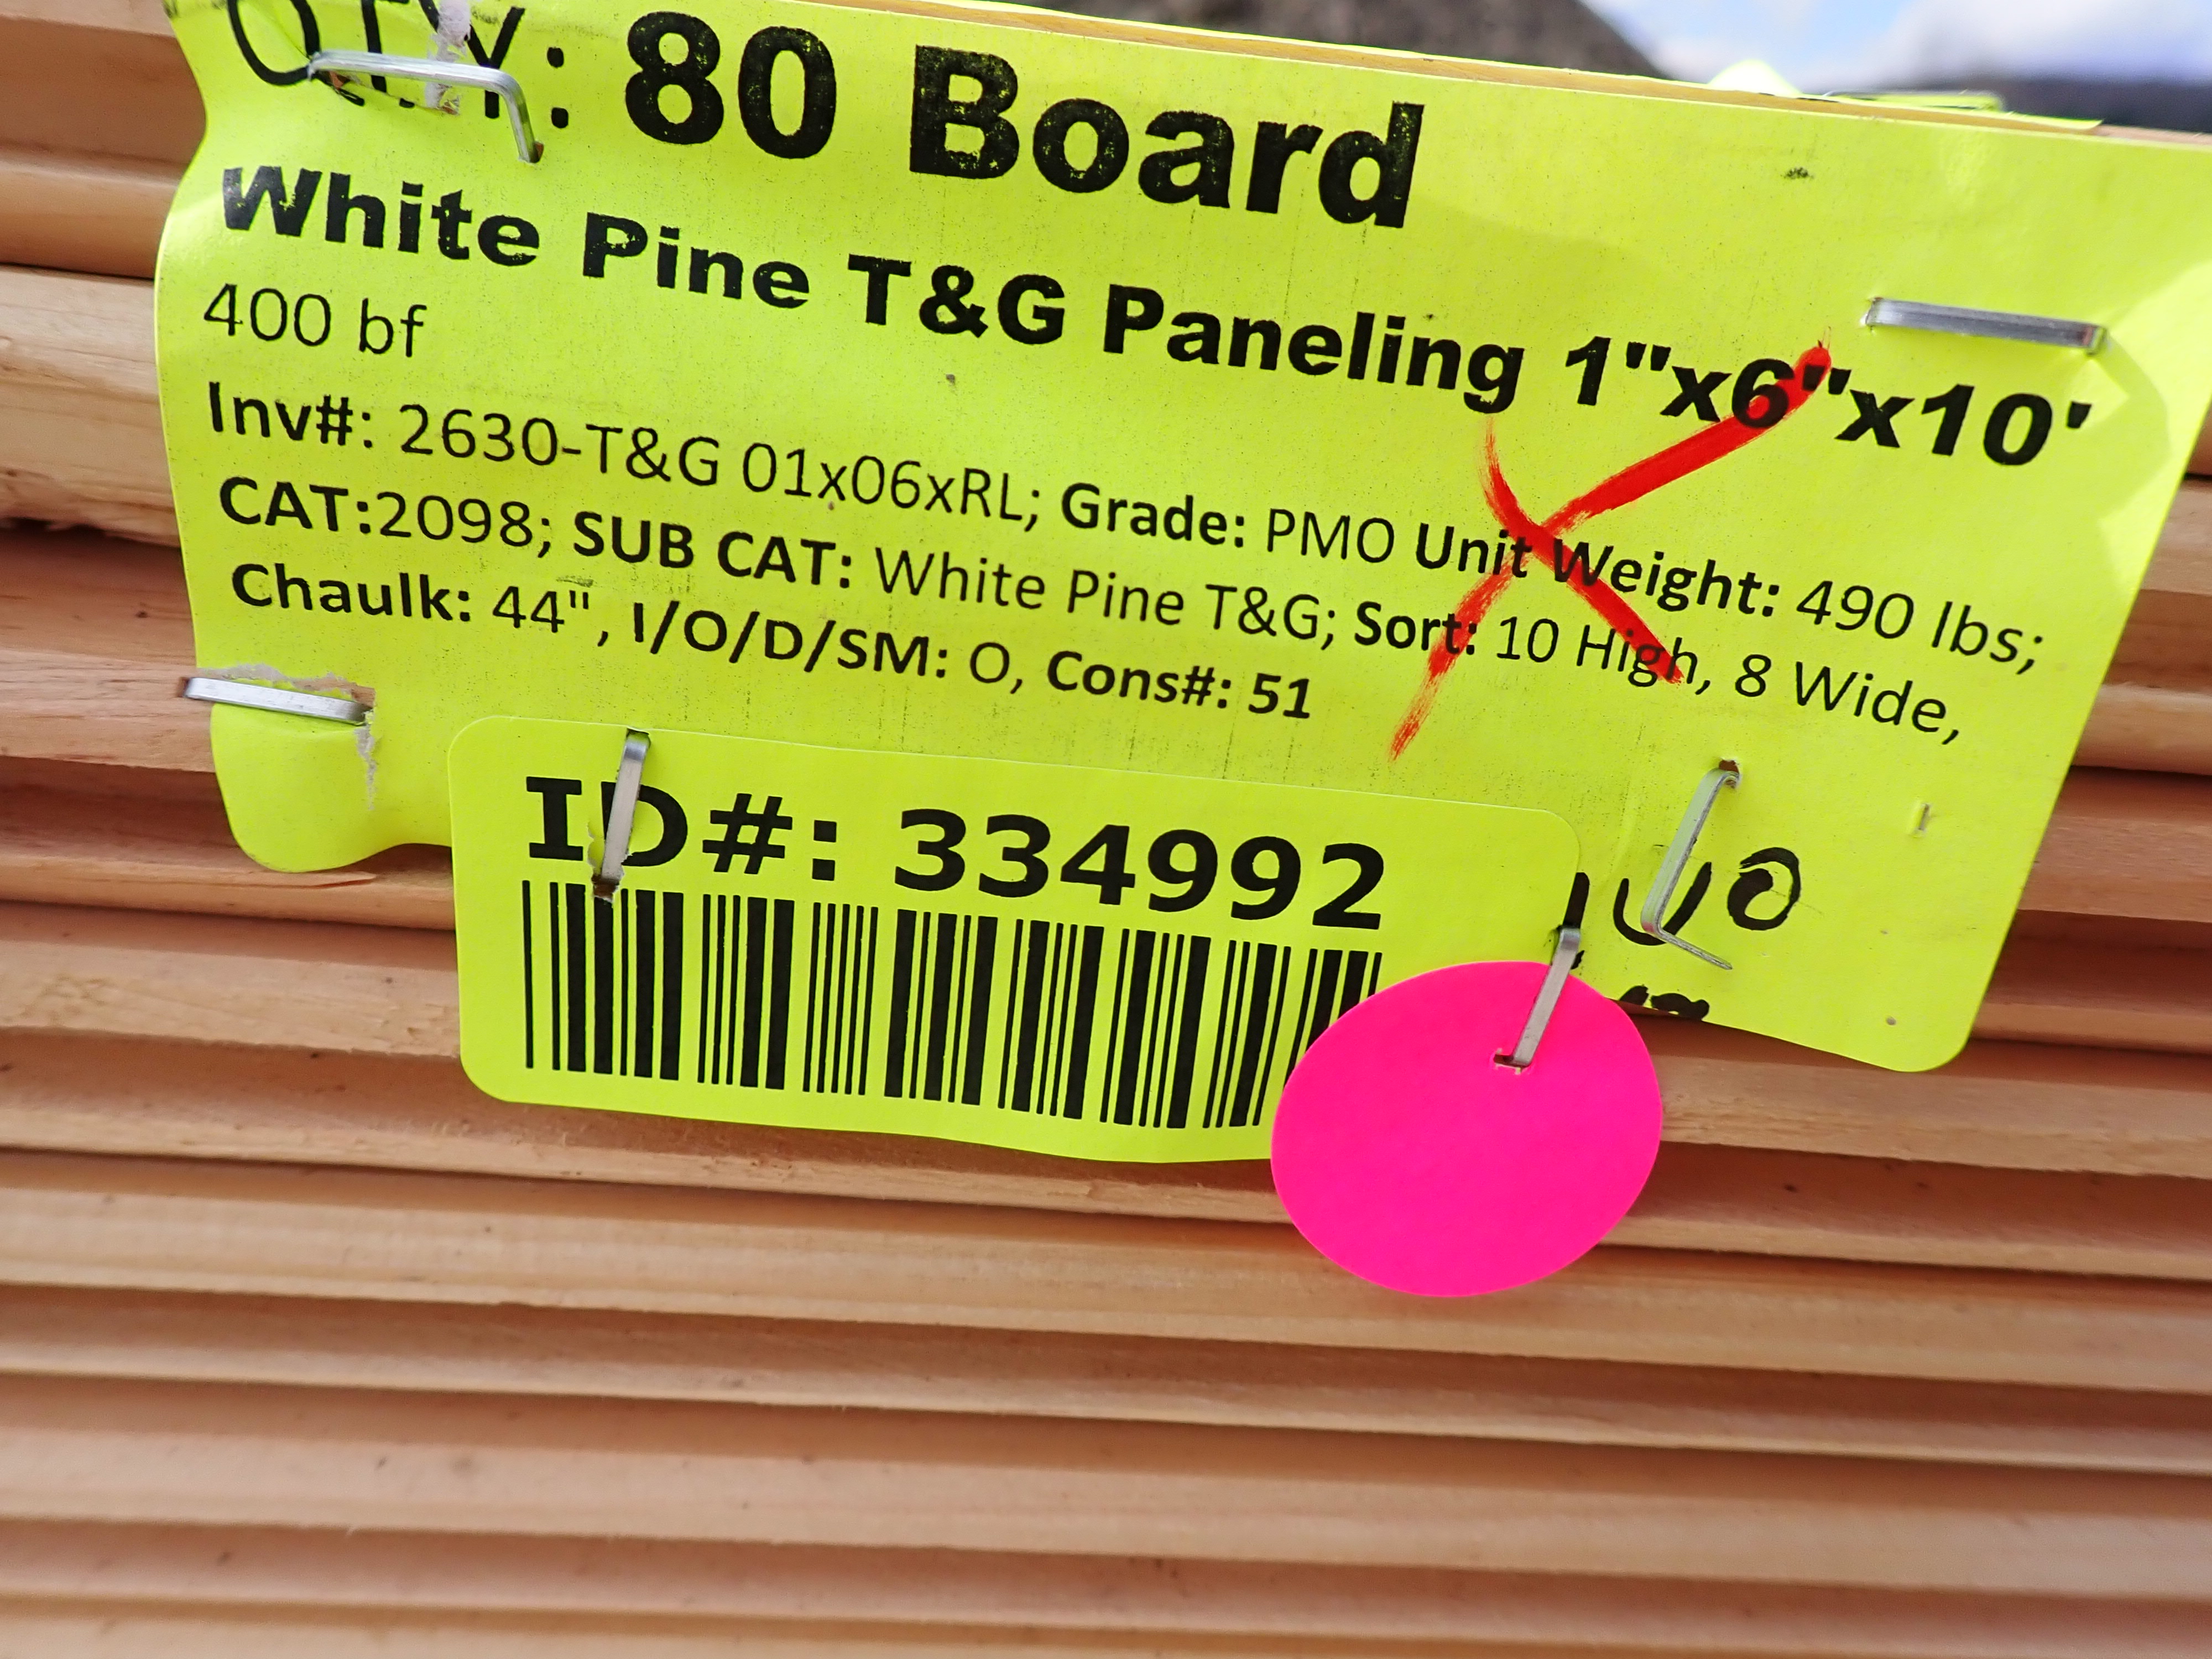 QTY: 80 Board
White Pine T&G Paneling 1"x6"x10'
400 bf
Inv#: 2630-T&G 01x06xRL; Grade: PMO Unit Weight: 490 lbs;
CAT:2098; SUB CAT: White Pine T&G; Sort: 10 High, 8 Wide,
Chaulk: 44", I/O/D/SM: O, Cons#: 51
ID#: 334992